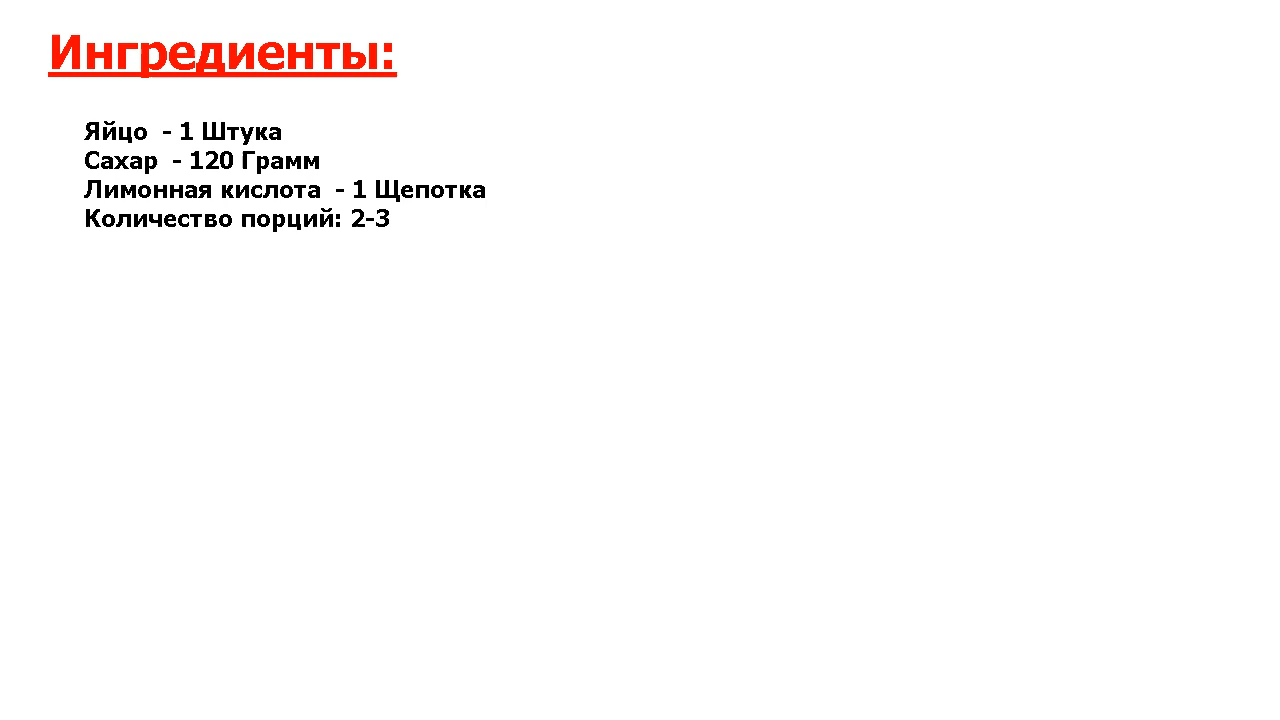 Ингредиенты:
Яйцо  - 1 Штука
Сахар  - 120 Грамм
Лимонная кислота  - 1 Щепотка
Количество порций: 2-3